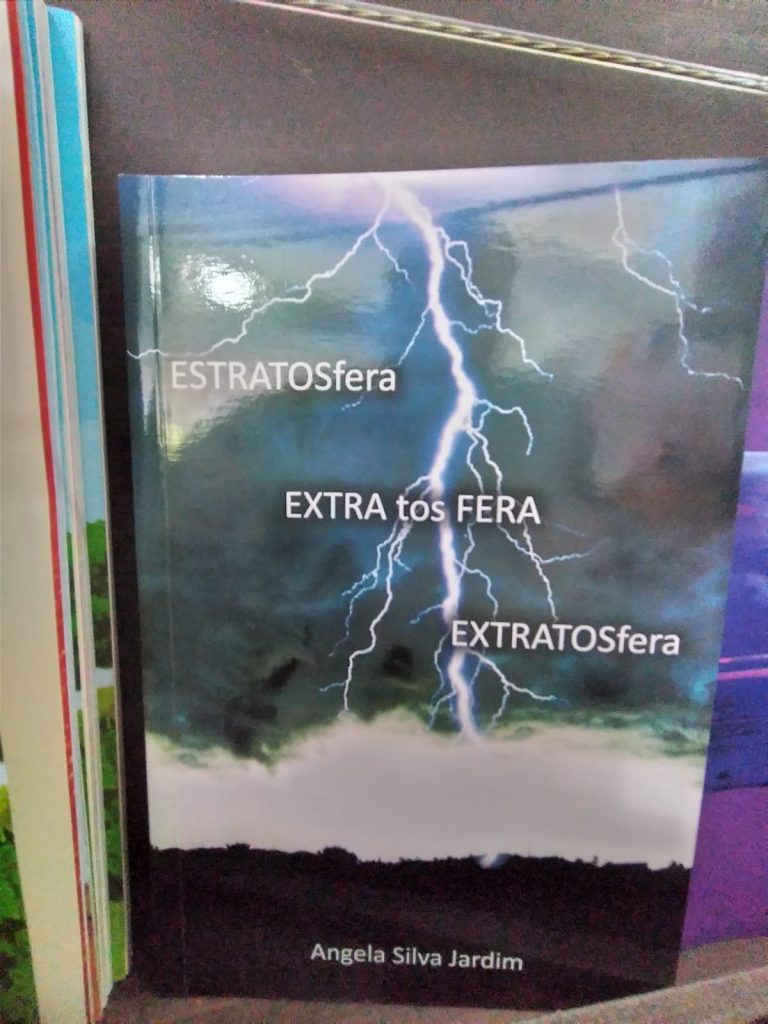 ESTRATOSfera
EXTRA tos FERA
EXTRATOSfera
Angela Silva Jardim